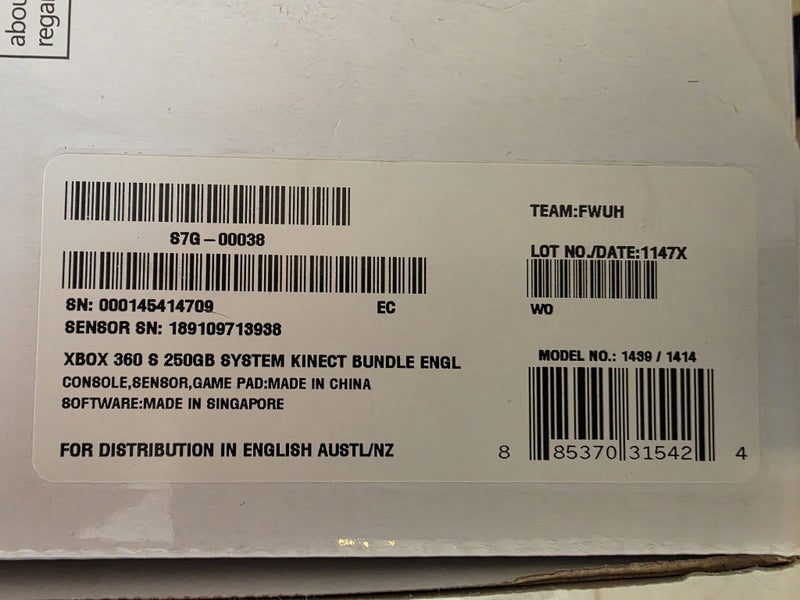 abou
regar
S7G-00038
SN: 000145414709 EC
SENSOR SN: 189109713938
XBOX 360 S 250GB SYSTEM KINECT BUNDLE ENGL
CONSOLE,SENSOR,GAME PAD:MADE IN CHINA
SOFTWARE:MADE IN SINGAPORE
FOR DISTRIBUTION IN ENGLISH AUSTL/NZ
TEAM:FWUH
LOT NO./DATE:1147X
WO
MODEL NO.: 1439 / 1414
8 85370 31542 4